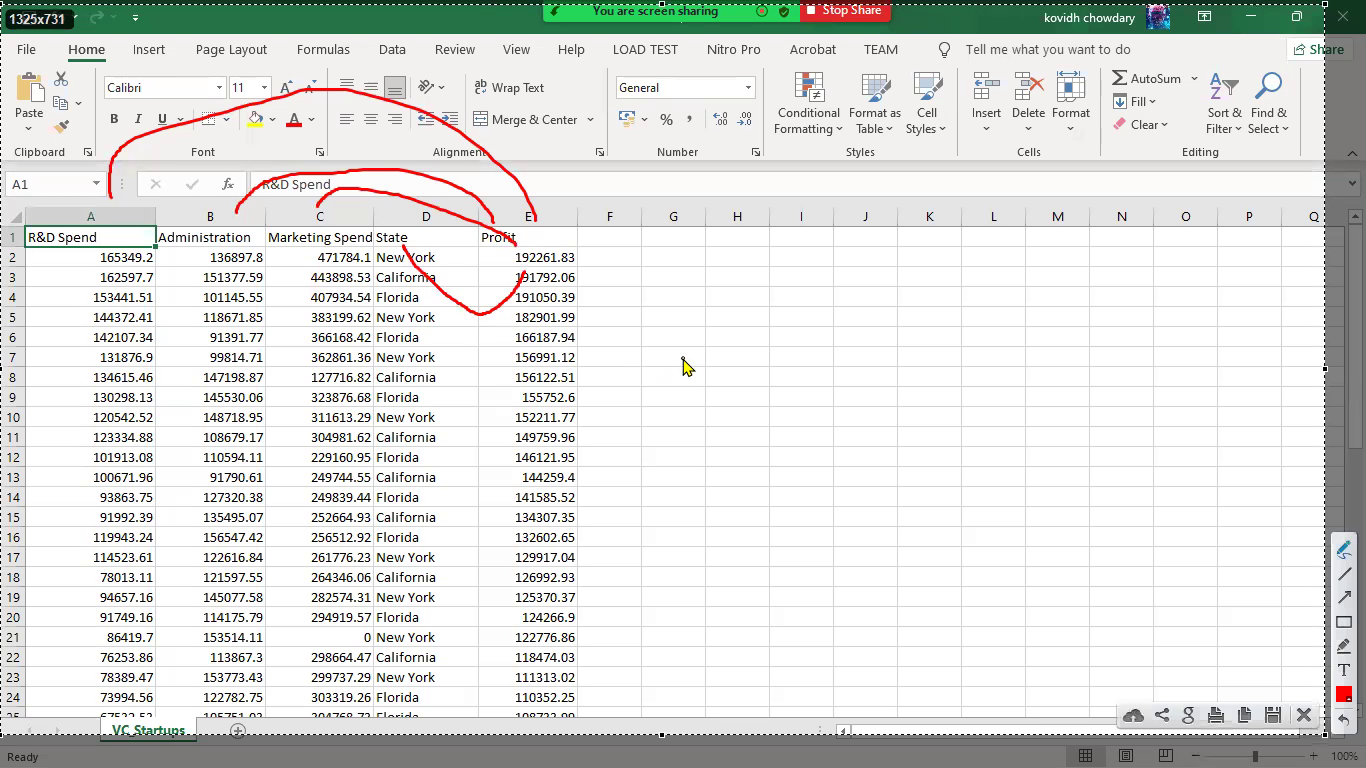 1325x731
You are screen sharing
Stop Share
kovidh chowdary
File Home Insert Page Layout Formulas Data Review View Help LOAD TEST Nitro Pro Acrobat TEAM Tell me what you want to do Share
Paste
Calibri 11
B I U A
Wrap Text
Merge & Center
General
%
Conditional Formatting
Format as Table
Cell Styles
Insert Delete Format
AutoSum
Fill
Clear
Sort & Filter
Find & Select
Clipboard Font Alignment Number Styles Cells Editing
A1 fx R&D Spend
A B C D E F G H I J K L M N O P Q
1 R&D Spend Administration Marketing Spend State Profit
2 165349.2 136897.8 471784.1 New York 192261.83
3 162597.7 151377.59 443898.53 California 191792.06
4 153441.51 101145.55 407934.54 Florida 191050.39
5 144372.41 118671.85 383199.62 New York 182901.99
6 142107.34 91391.77 366168.42 Florida 166187.94
7 131876.9 99814.71 362861.36 New York 156991.12
8 134615.46 147198.87 127716.82 California 156122.51
9 130298.13 145530.06 323876.68 Florida 155752.6
10 120542.52 148718.95 311613.29 New York 152211.77
11 123334.88 108679.17 304981.62 California 149759.96
12 101913.08 110594.11 229160.95 Florida 146121.95
13 100671.96 91790.61 249744.55 California 144259.4
14 93863.75 127320.38 249839.44 Florida 141585.52
15 91992.39 135495.07 252664.93 California 134307.35
16 119943.24 156547.42 256512.92 Florida 132602.65
17 114523.61 122616.84 261776.23 New York 129917.04
18 78013.11 121597.55 264346.06 California 126992.93
19 94657.16 145077.58 282574.31 New York 125370.37
20 91749.16 114175.79 294919.57 Florida 124266.9
21 86419.7 153514.11 0 New York 122776.86
22 76253.86 113867.3 298664.47 California 118474.03
23 78389.47 153773.43 299737.29 New York 111313.02
24 73994.56 122782.75 303319.26 Florida 110352.25
VC_Startups
Ready
100%